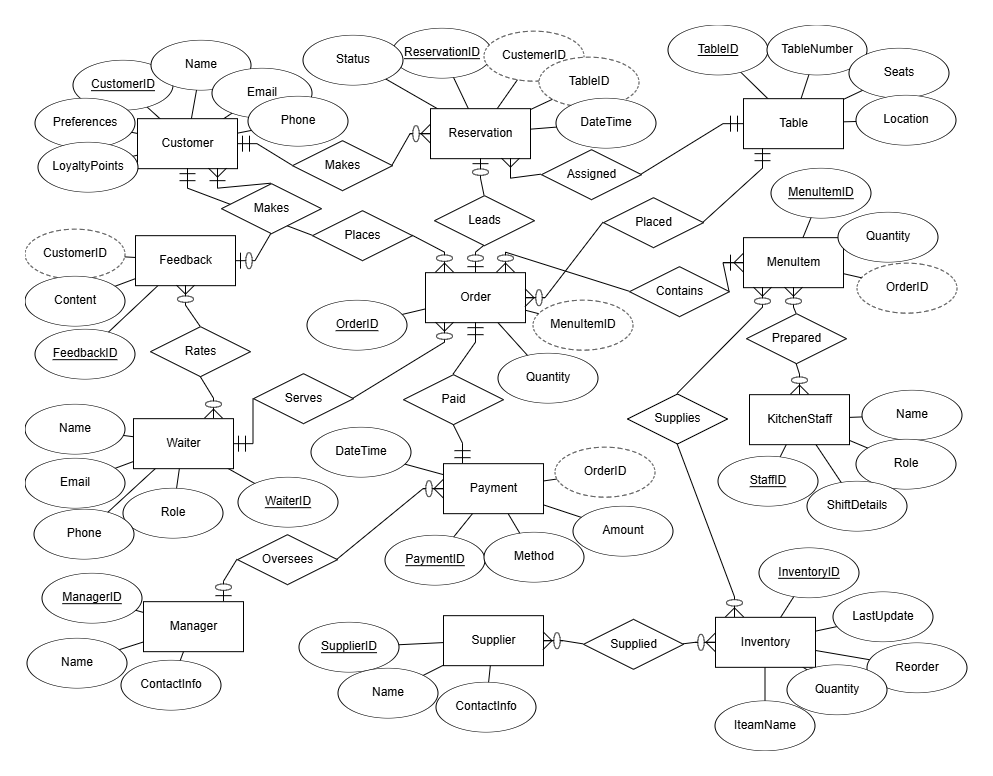 Name
Status
ReservationID
CustemerID
TableID
TableNumber
CustomerID
Email
TableID
Seats
Preferences
Phone
DateTime
Location
Customer
Reservation
Table
LoyaltyPoints
Makes
Assigned
MenuItemID
Makes
Places
Leads
Placed
Quantity
CustomerID
Feedback
MenuItem
Content
Order
Contains
OrderID
OrderID
MenuItemID
FeedbackID
Rates
Prepared
Quantity
Serves
Paid
Name
Supplies
KitchenStaff
Name
Waiter
DateTime
Role
Email
Payment
OrderID
StaffID
WaiterID
Phone
Role
ShiftDetails
Amount
Oversees
PaymentID
Method
InventoryID
ManagerID
LastUpdate
Manager
Supplier
Supplied
Inventory
SupplierID
Name
Reorder
ContactInfo
Name
ContactInfo
Quantity
IteamName